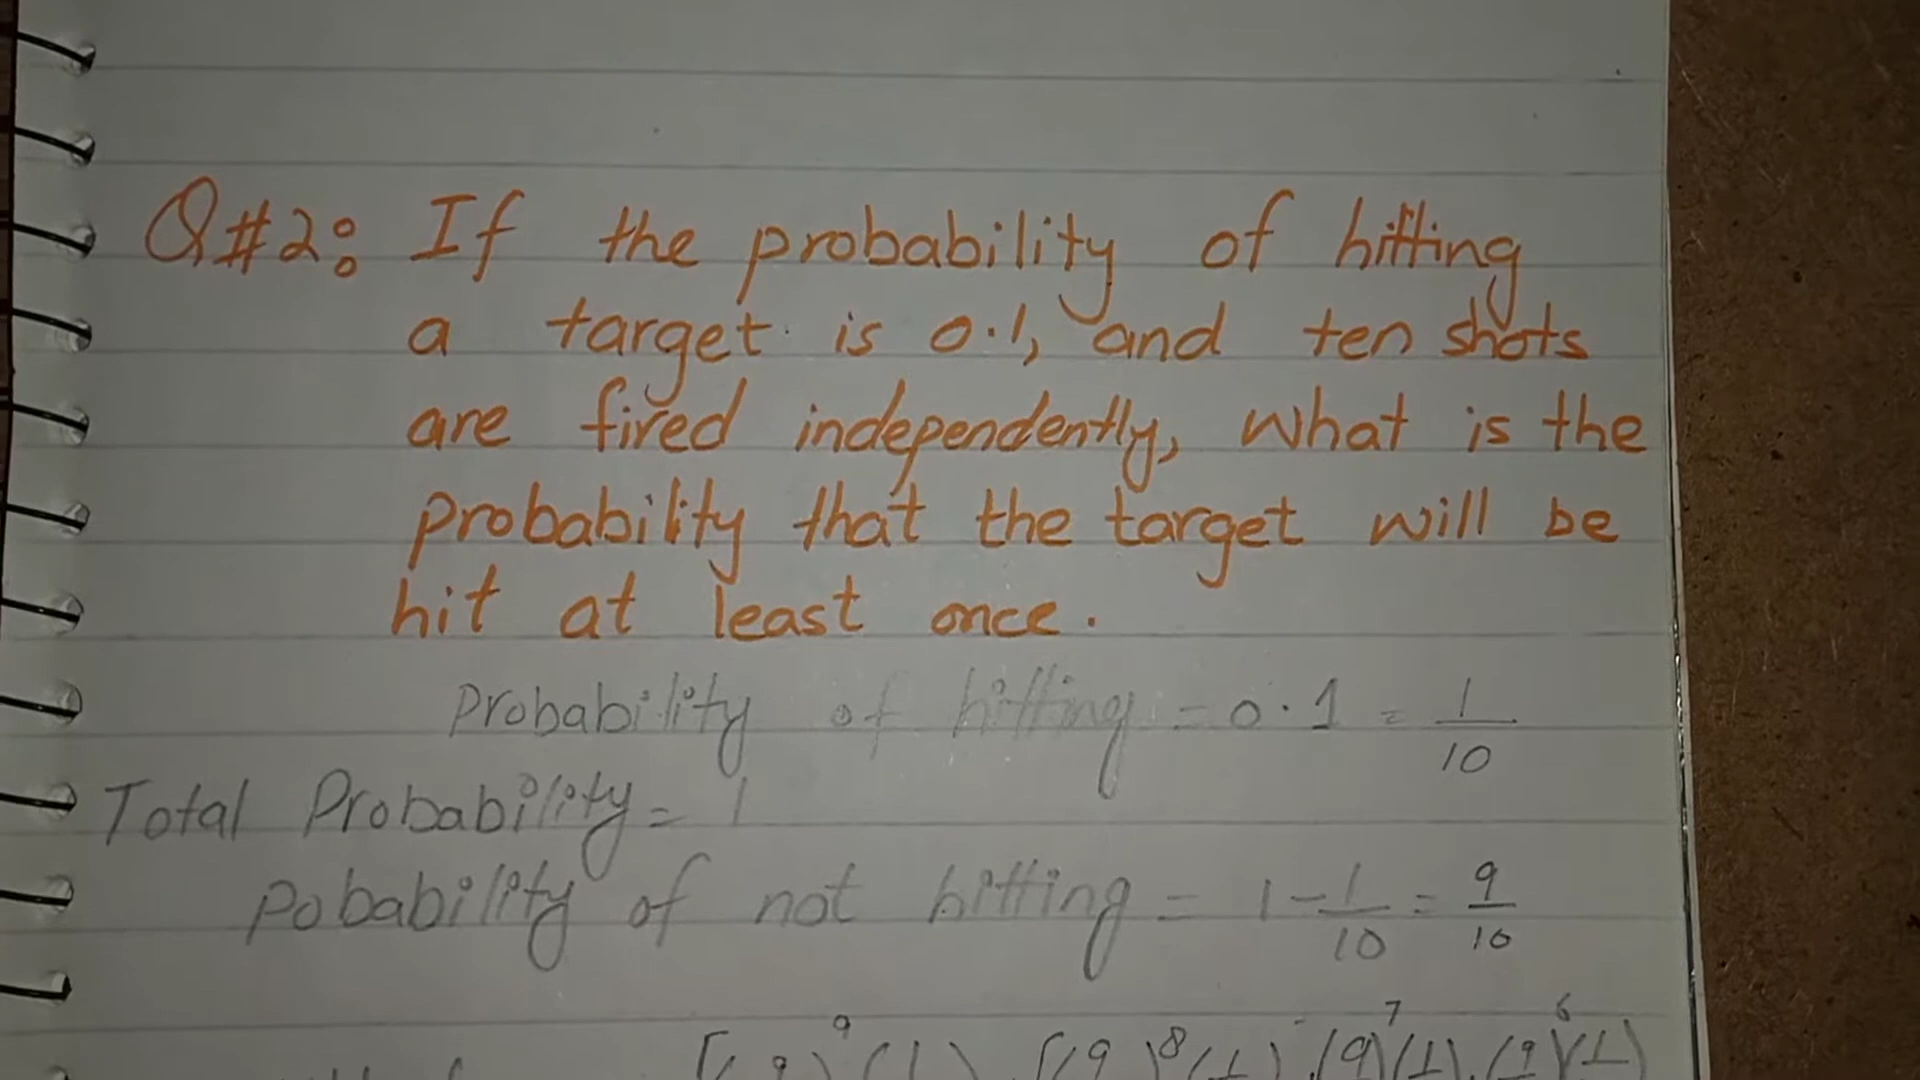 Q#2: If the probability of hitting
a target is 0.1, and ten shots
are fired independently, what is the
probability that the target will be
hit at least once.
Probability of hitting = 0.1 = 1/10
Total Probability = 1
Pobability of not hitting = 1 - 1/10 = 9/10